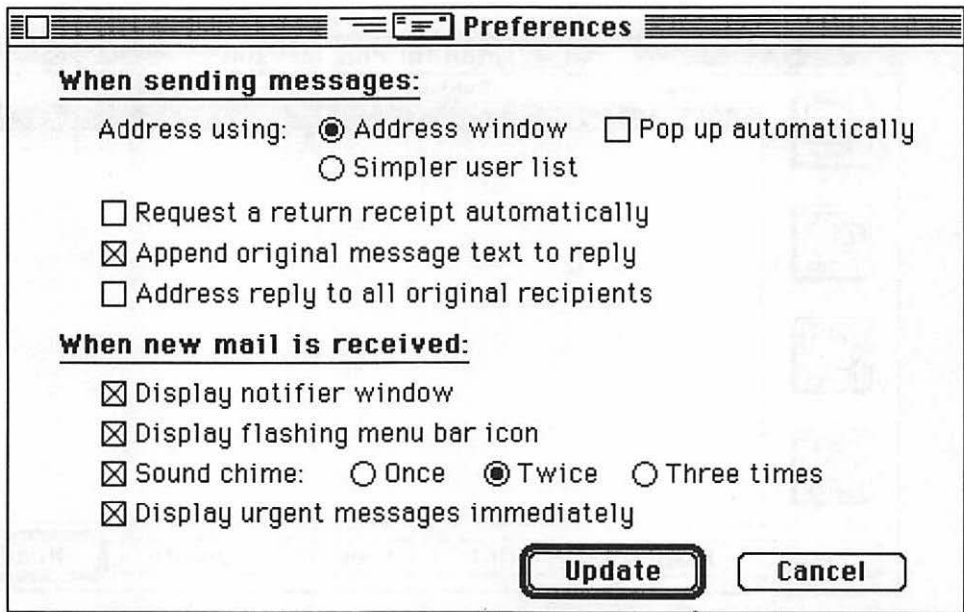 Preferences
When sending messages:
Address using: Address window Pop up automatically
Simpler user list
Request a return receipt automatically
Append original message text to reply
Address reply to all original recipients
When new mail is received:
Display notifier window
Display flashing menu bar icon
Sound chime: Once Twice Three times
Display urgent messages immediately
Update Cancel